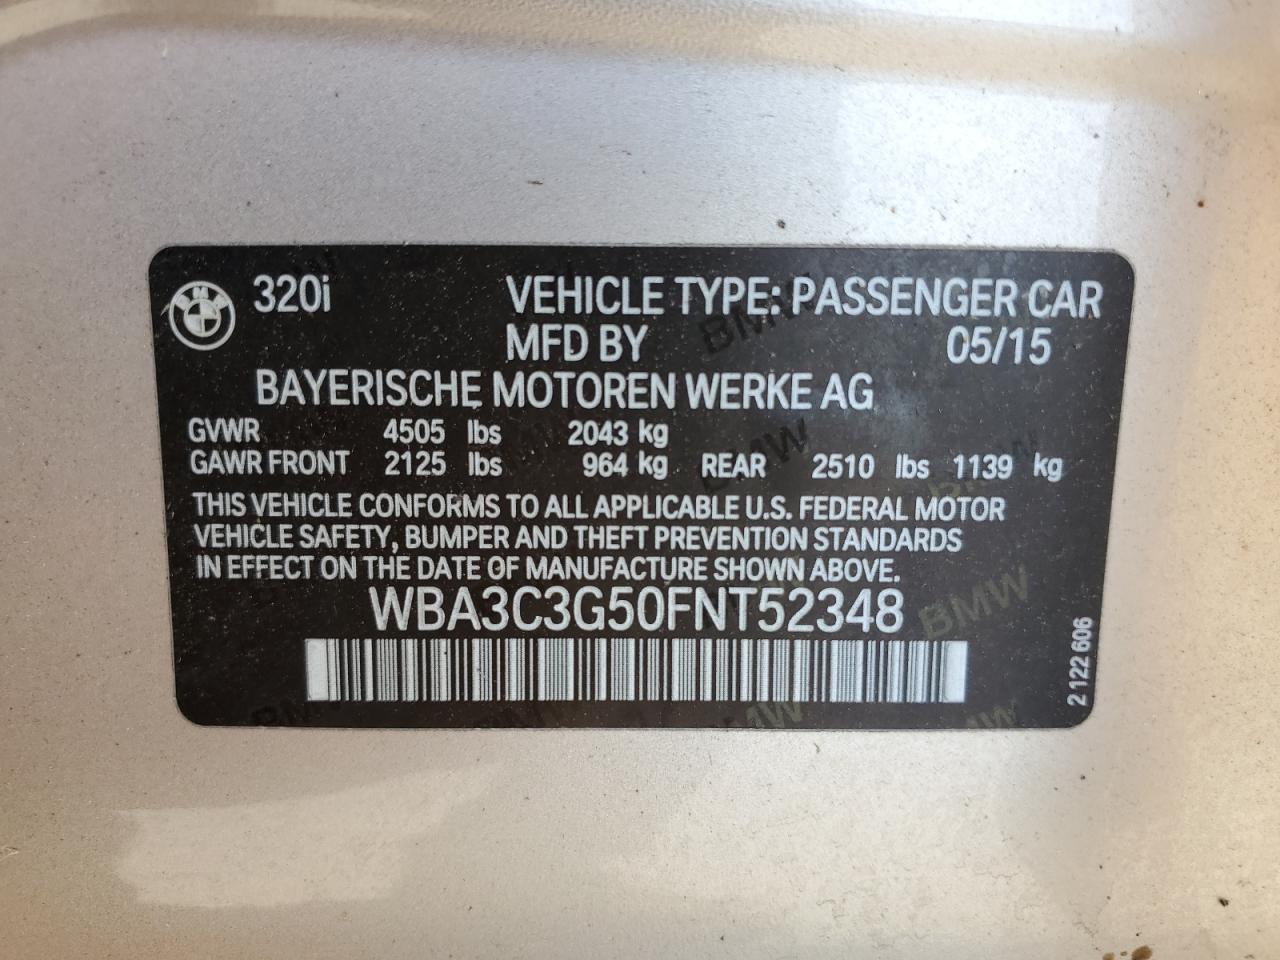 320i VEHICLE TYPE: PASSENGER CAR
MFD BY 05/15
BAYERISCHE MOTOREN WERKE AG
GVWR 4505 lbs 2043 kg
GAWR FRONT 2125 lbs 964 kg REAR 2510 lbs 1139 kg
THIS VEHICLE CONFORMS TO ALL APPLICABLE U.S. FEDERAL MOTOR
VEHICLE SAFETY, BUMPER AND THEFT PREVENTION STANDARDS
IN EFFECT ON THE DATE OF MANUFACTURE SHOWN ABOVE.
WBA3C3G50FNT52348
2 122 606